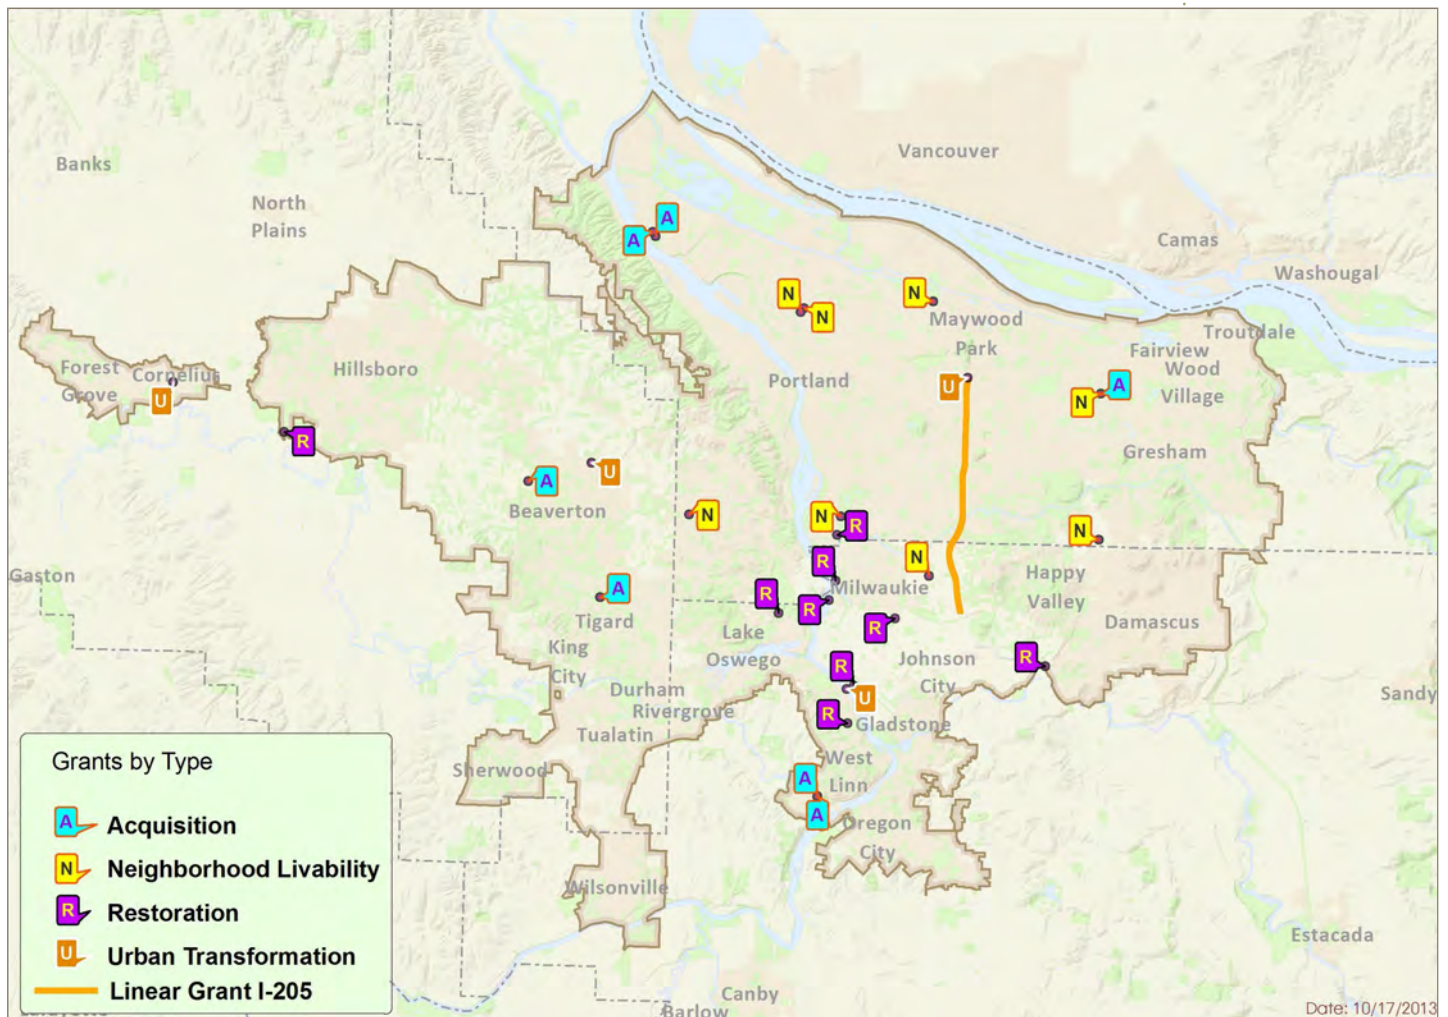 Vancouver
Banks
North
Plains
A
A
Camas
Washougal
N
N
N
Maywood
Park
Troutdale
Fairview
Wood
Village
Forest
Grove
Cornelius
Hillsboro
Portland
U
U
N
A
R
Gresham
A
U
Beaverton
N
N
R
N
N
R
Gaston
Milwaukie
Happy
Valley
A
R
R
R
Tigard
King
City
Lake
Oswego
Damascus
Johnson
City
R
R
U
Durham
Rivergrove
Sandy
R
Gladstone
Tualatin
Sherwood
West
Linn
A
A
Oregon
City
Wilsonville
Estacada
Canby
Barlow
Grants by Type
A Acquisition
N Neighborhood Livability
R Restoration
U Urban Transformation
Linear Grant I-205
Date: 10/17/2013